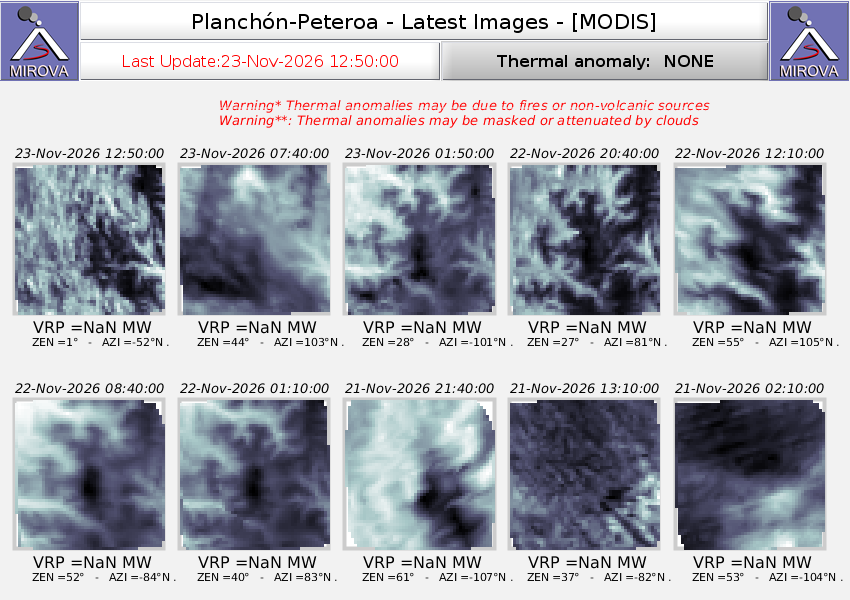 MIROVA
Planchón-Peteroa - Latest Images - [MODIS]
MIROVA
Last Update:23-Nov-2026 12:50:00
Thermal anomaly: NONE
Warning* Thermal anomalies may be due to fires or non-volcanic sources
Warning**: Thermal anomalies may be masked or attenuated by clouds
23-Nov-2026 12:50:00 23-Nov-2026 07:40:00 23-Nov-2026 01:50:00 22-Nov-2026 20:40:00 22-Nov-2026 12:10:00
VRP =NaN MW VRP =NaN MW VRP =NaN MW VRP =NaN MW VRP =NaN MW
ZEN =1° - AZI =-52°N . ZEN =44° - AZI =103°N . ZEN =28° - AZI =-101°N . ZEN =27° - AZI =81°N . ZEN =55° - AZI =105°N .
22-Nov-2026 08:40:00 22-Nov-2026 01:10:00 21-Nov-2026 21:40:00 21-Nov-2026 13:10:00 21-Nov-2026 02:10:00
VRP =NaN MW VRP =NaN MW VRP =NaN MW VRP =NaN MW VRP =NaN MW
ZEN =52° - AZI =-84°N . ZEN =40° - AZI =83°N . ZEN =61° - AZI =-107°N . ZEN =37° - AZI =-82°N . ZEN =53° - AZI =-104°N .